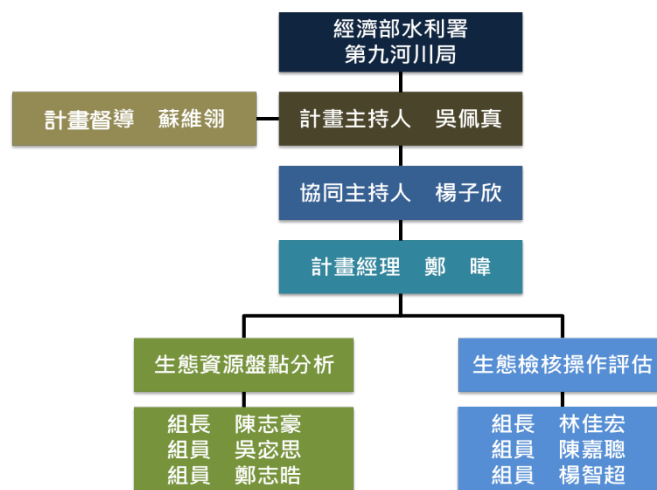 經濟部水利署
第九河川局
計畫督導 蘇維翎
計畫主持人 吳佩真
協同主持人 楊子欣
計畫經理 鄭 暐
生態資源盤點分析
組長 陳志豪
組員 吳宓思
組員 鄭志晧
生態檢核操作評估
組長 林佳宏
組員 陳嘉聰
組員 楊智超